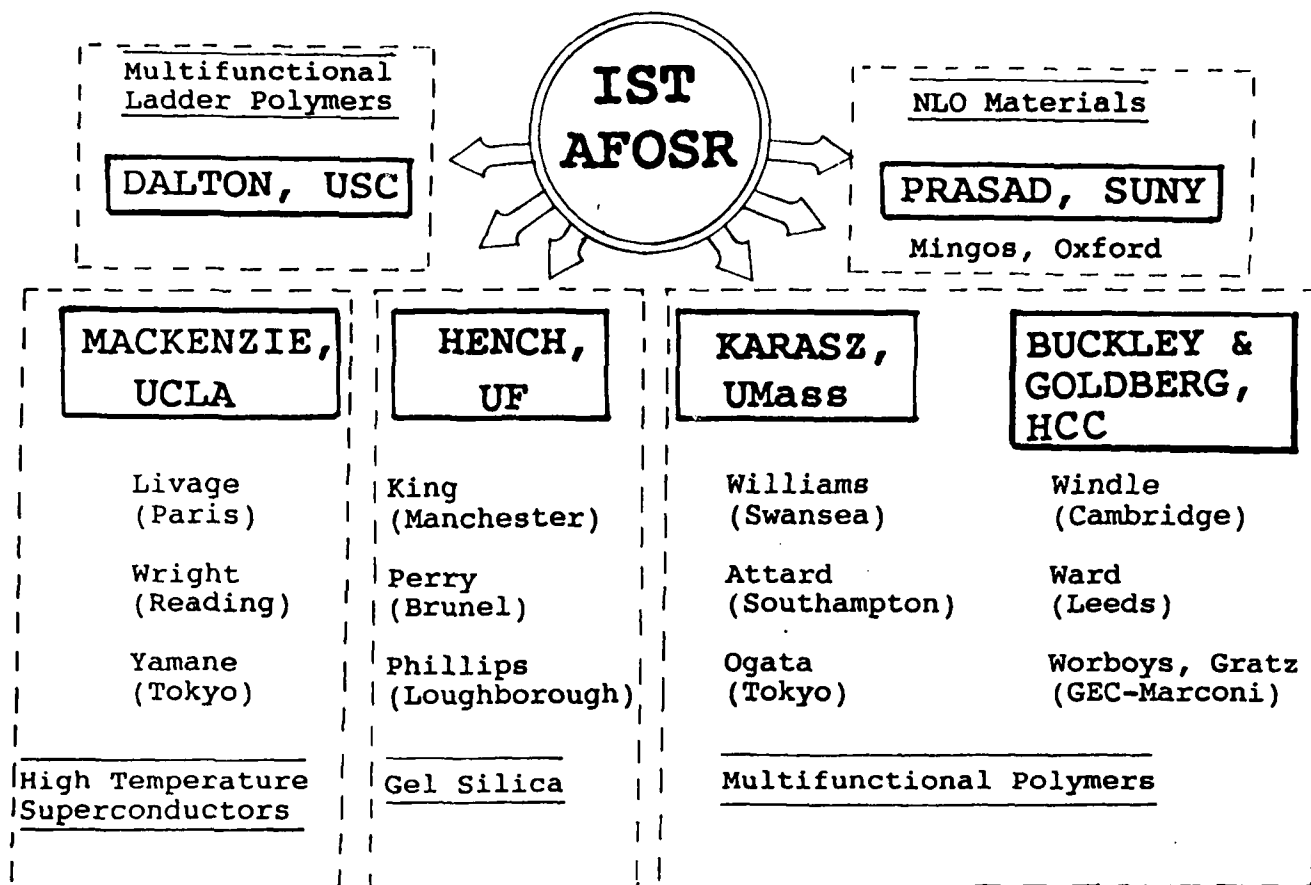 IST
AFOSR
Multifunctional
Ladder Polymers
DALTON, USC
NLO Materials
PRASAD, SUNY
Mingos, Oxford
MACKENZIE,
UCLA
Livage
(Paris)
Wright
(Reading)
Yamane
(Tokyo)
High Temperature
Superconductors
HENCH,
UF
King
(Manchester)
Perry
(Brunel)
Phillips
(Loughborough)
Gel Silica
KARASZ,
UMass
Williams
(Swansea)
Attard
(Southampton)
Ogata
(Tokyo)
BUCKLEY &
GOLDBERG,
HCC
Windle
(Cambridge)
Ward
(Leeds)
Worboys, Gratz
(GEC-Marconi)
Multifunctional Polymers